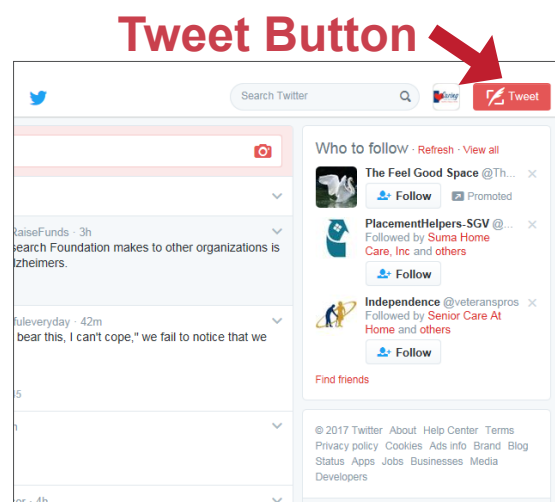 Tweet Button
Search Twitter
Tweet
Who to follow · Refresh · View all
The Feel Good Space @Th...
Follow
Promoted
RaiseFunds · 3h
search Foundation makes to other organizations is
lzheimers.
PlacementHelpers-SGV @...
Followed by Suma Home
Care, Inc and others
Follow
fuleveryday · 42m
bear this, I can't cope," we fail to notice that we
Independence @veteranspros
Followed by Senior Care At
Home and others
Follow
Find friends
© 2017 Twitter About Help Center Terms
Privacy policy Cookies Ads info Brand Blog
Status Apps Jobs Businesses Media
Developers
· 4h